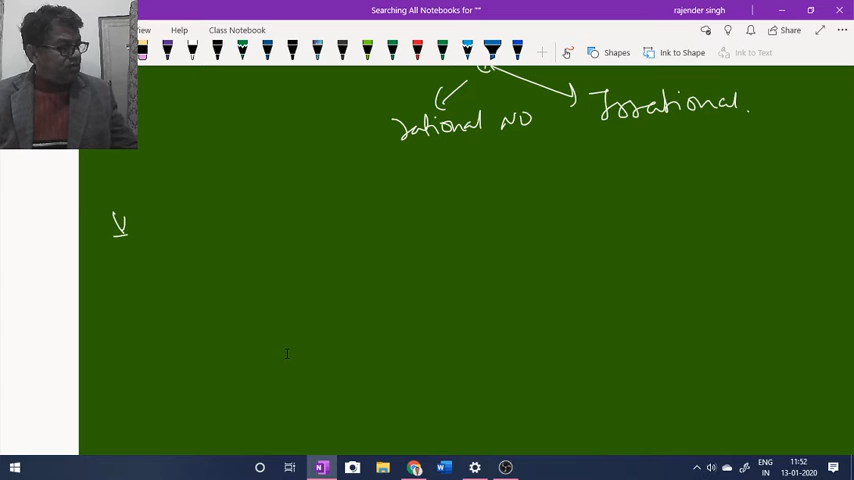 Searching All Notebooks for ""
rajender singh
View
Help
Class Notebook
Share
Shapes
Ink to Shape
Ink to Text
rational NO
Irrational.
ENG
IN
11:52
13-01-2020